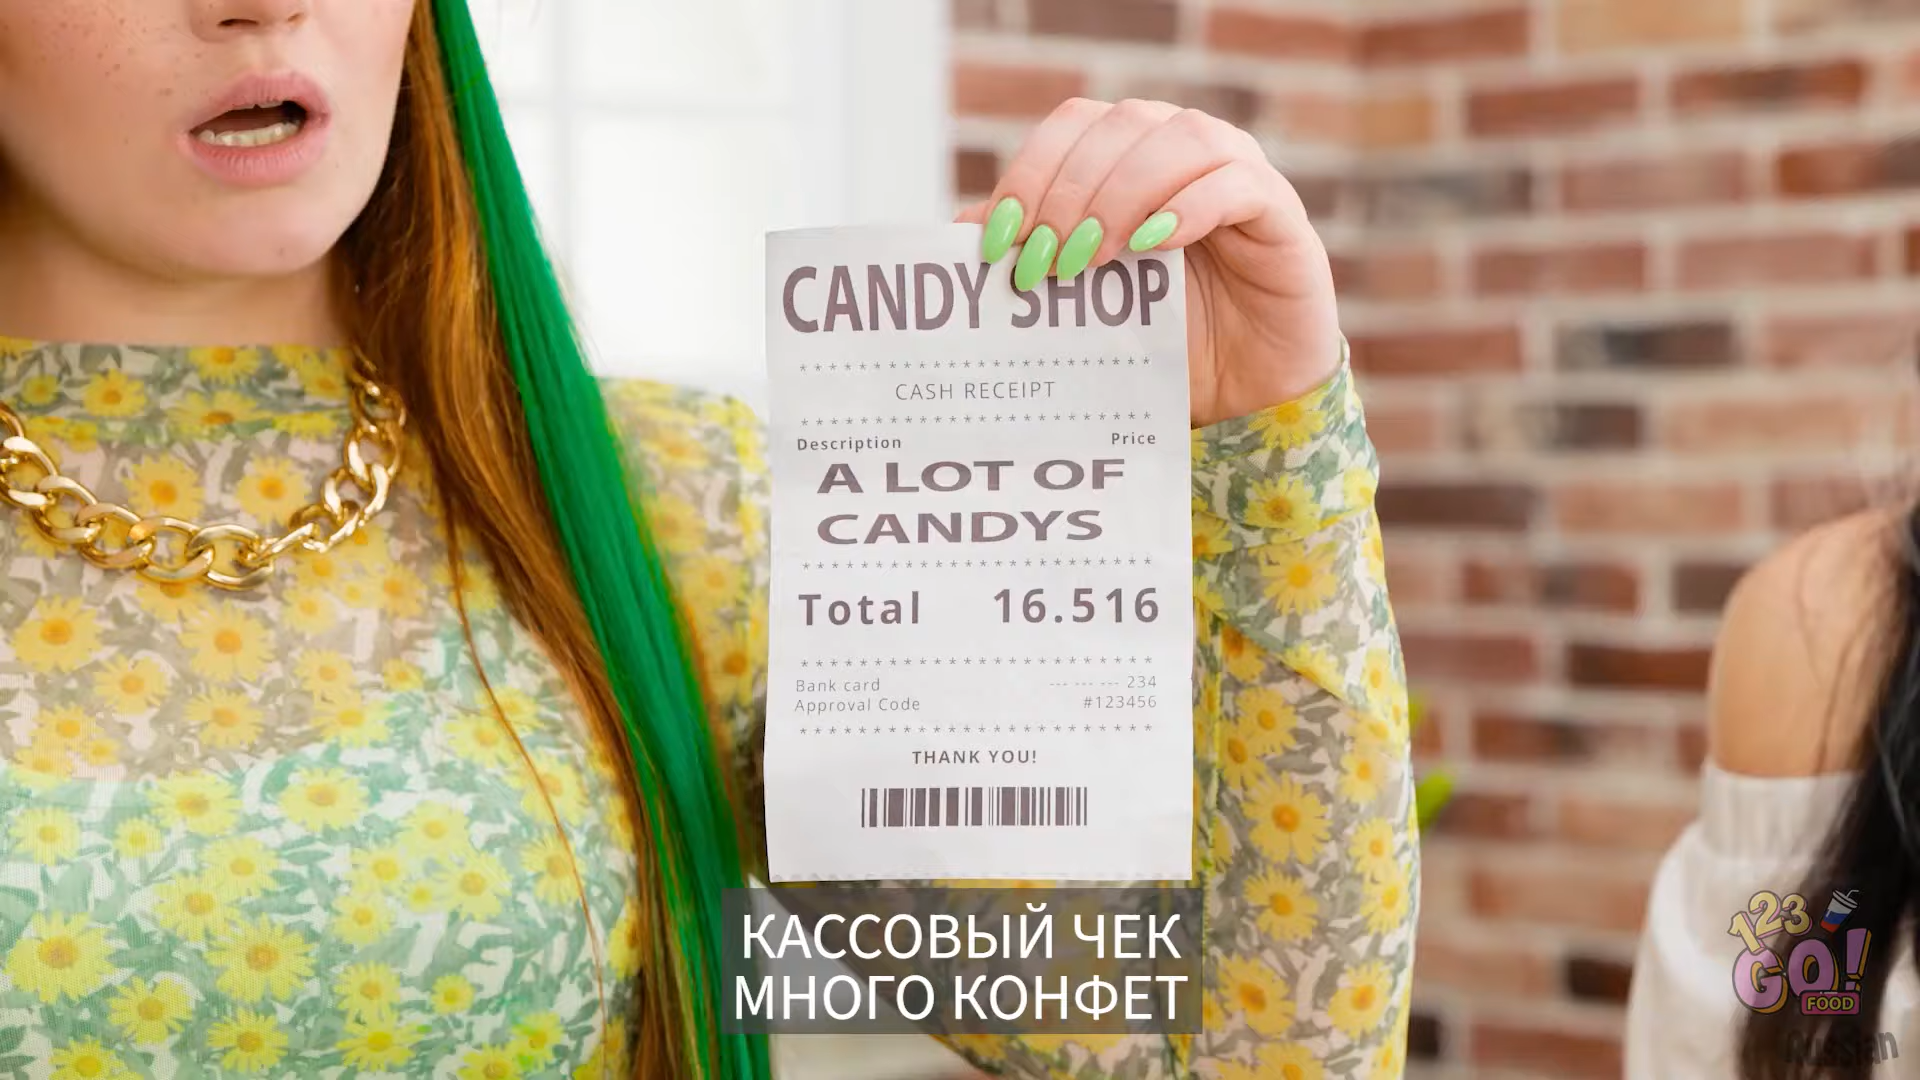 CANDY SHOP
* * * * * * * * * * * * * * * * * * * * *
CASH RECEIPT
* * * * * * * * * * * * * * * * * * * * *
Description Price
A LOT OF
CANDYS
* * * * * * * * * * * * * * * * * * * * *
Total 16.516
* * * * * * * * * * * * * * * * * * * * *
Bank card --- --- --- 234
Approval Code #123456
* * * * * * * * * * * * * * * * * * * * *
THANK YOU!
КАССОВЫЙ ЧЕК
МНОГО КОНФЕТ
123
GO!
FOOD
Russian